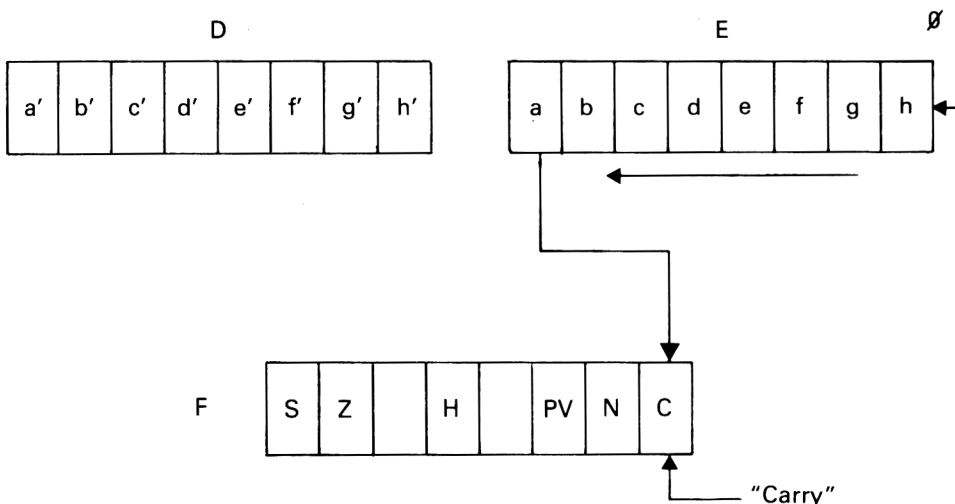 D E Ø
a' b' c' d' e' f' g' h' a b c d e f g h
F S Z H PV N C
"Carry"